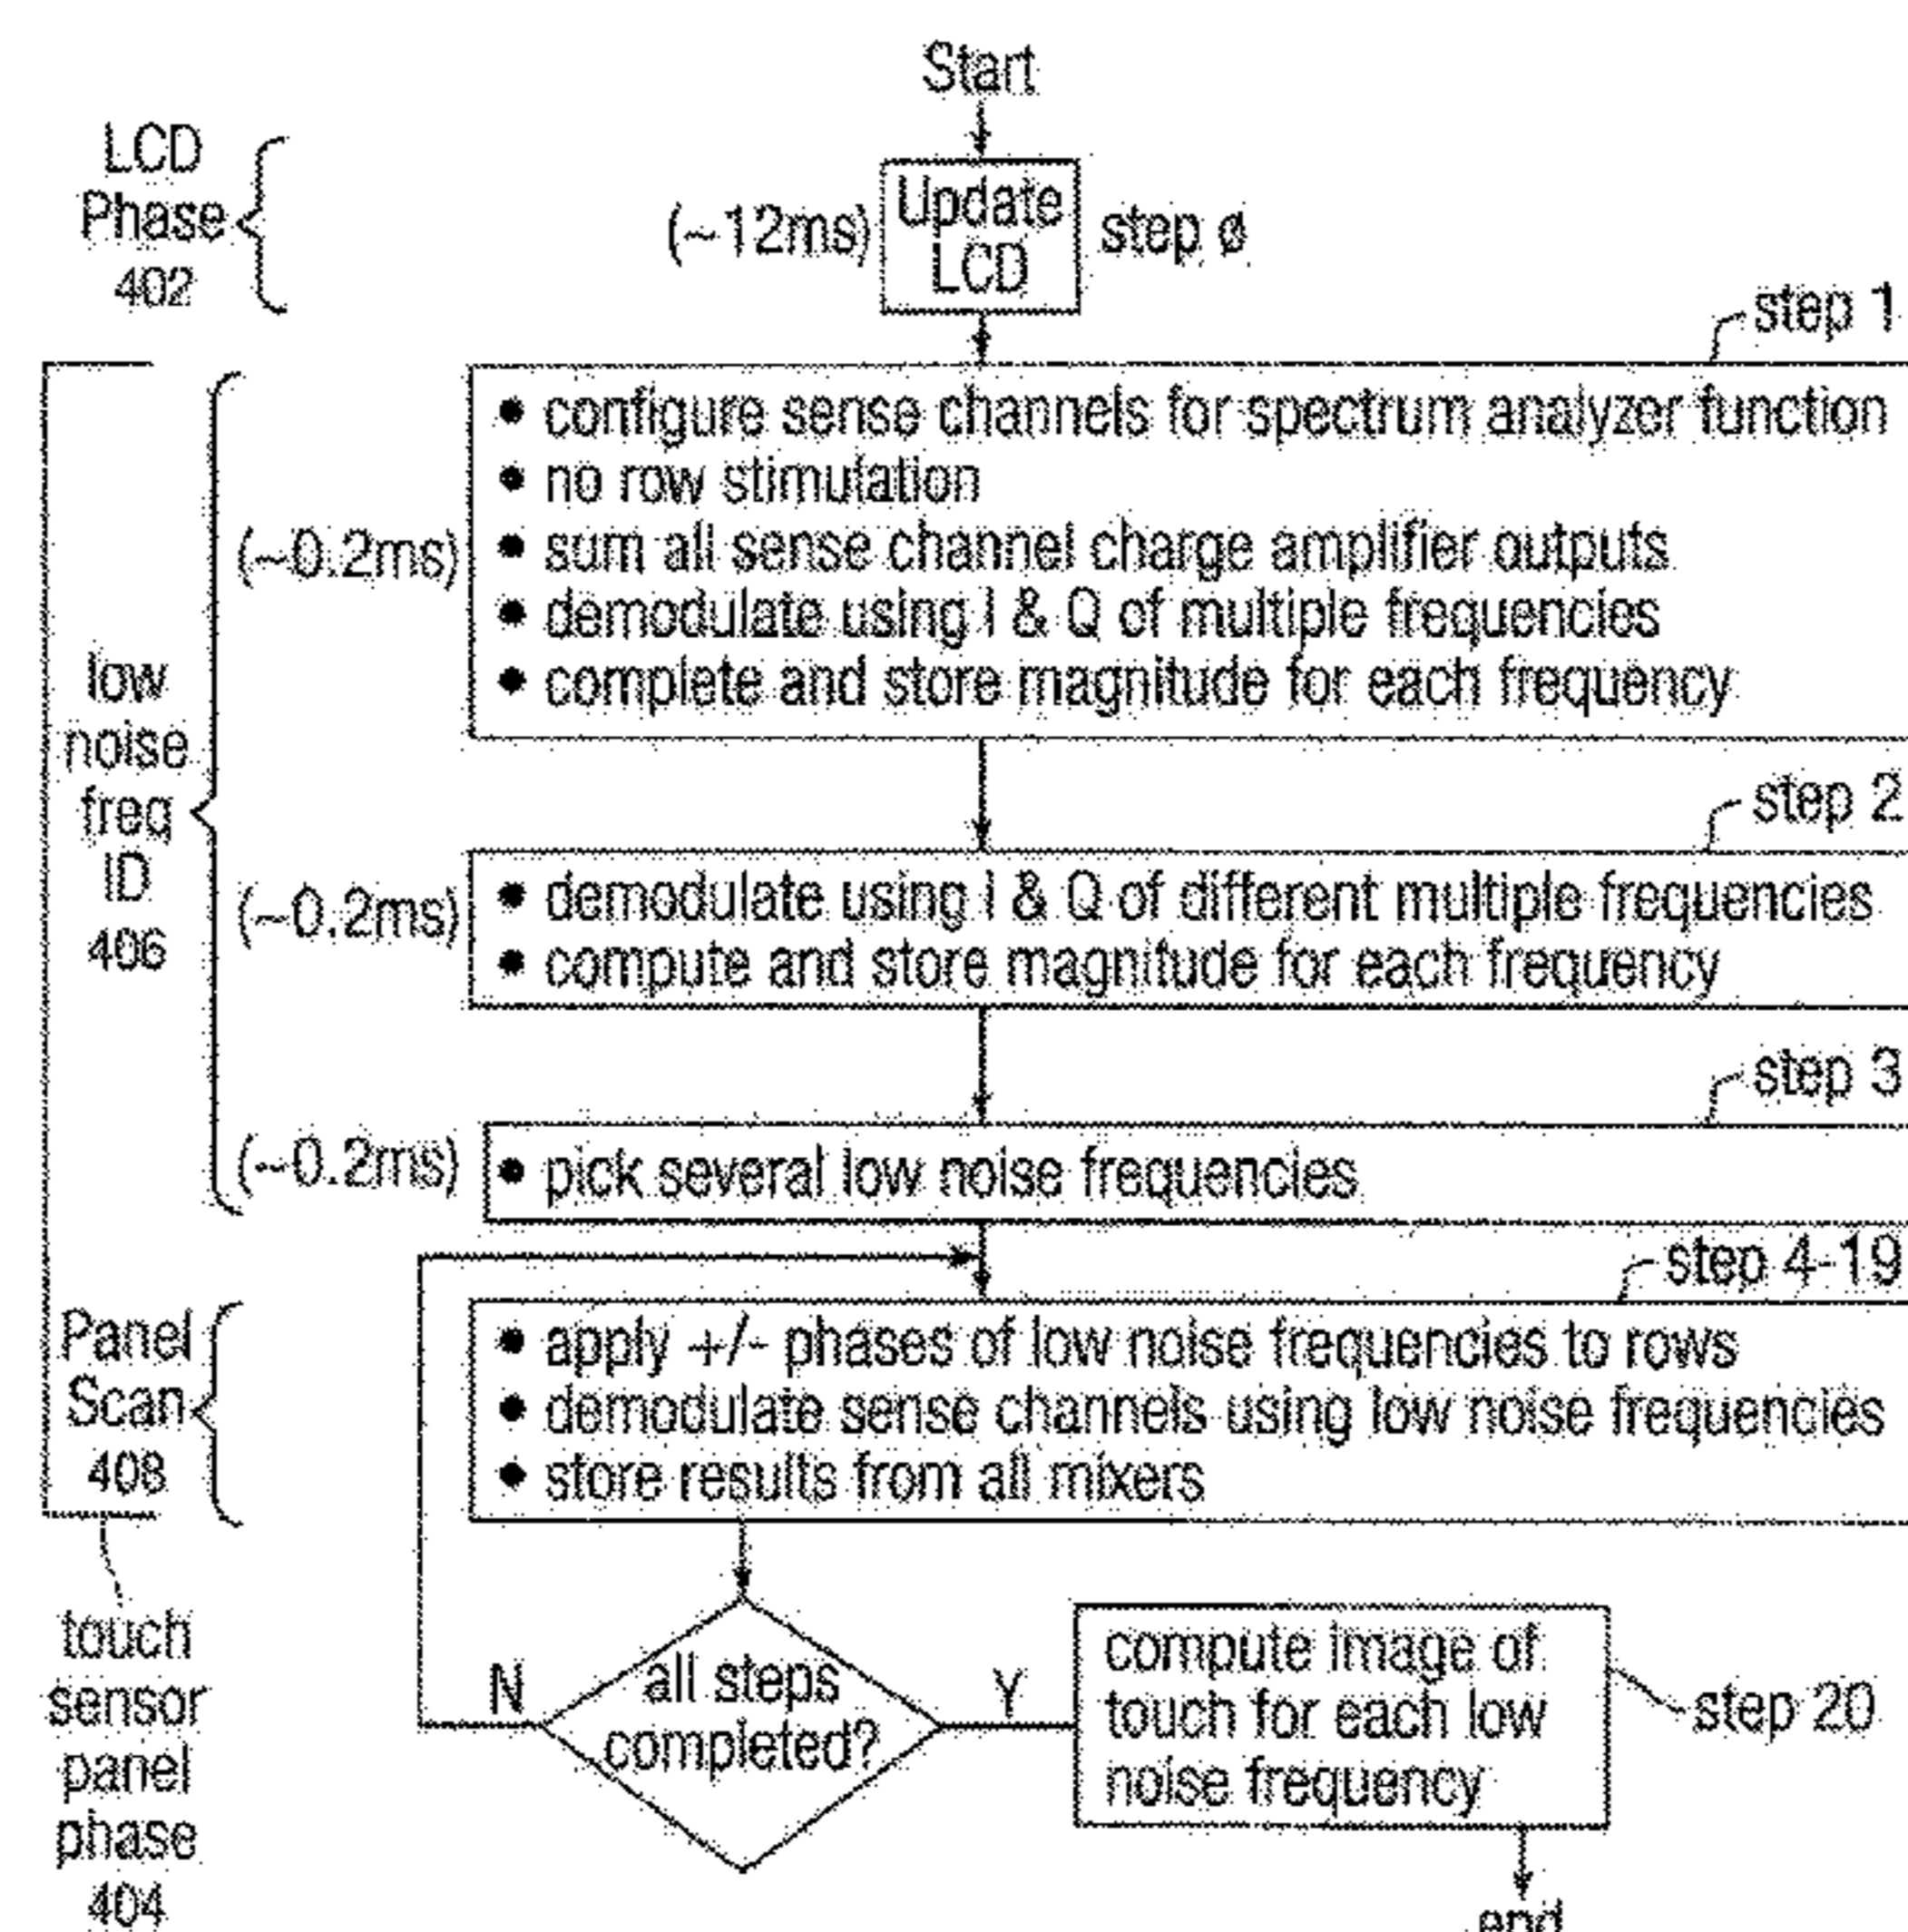 Start
LCD
Phase
402
(~12ms)
Update
LCD
step ø
step 1
• configure sense channels for spectrum analyzer function
• no row stimulation
(~0.2ms)
• sum all sense channel charge amplifier outputs
• demodulate using I & Q of multiple frequencies
• complete and store magnitude for each frequency
low
noise
freq
ID
406
step 2
(~0.2ms)
• demodulate using I & Q of different multiple frequencies
• compute and store magnitude for each frequency
step 3
(~0.2ms)
• pick several low noise frequencies
step 4-19
Panel
Scan
408
• apply +/- phases of low noise frequencies to rows
• demodulate sense channels using low noise frequencies
• store results from all mixers
touch
sensor
panel
phase
404
N
all steps
completed?
Y
compute image of
touch for each low
noise frequency
step 20
end